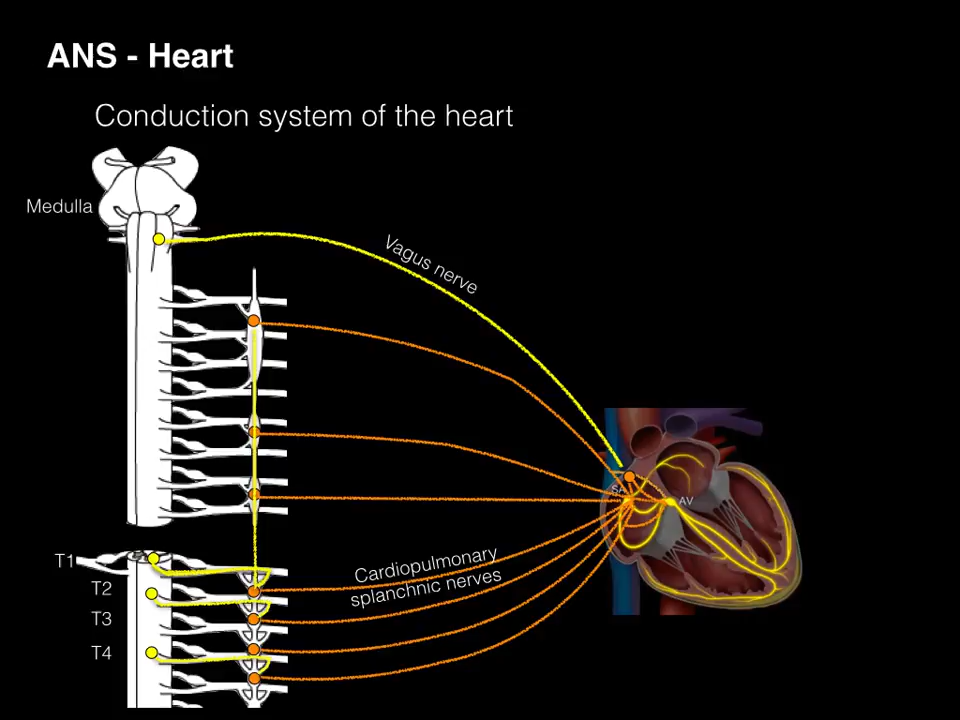 ANS - Heart
Conduction system of the heart
Medulla
Vagus nerve
SA
AV
T1
Cardiopulmonary
splanchnic nerves
T2
T3
T4